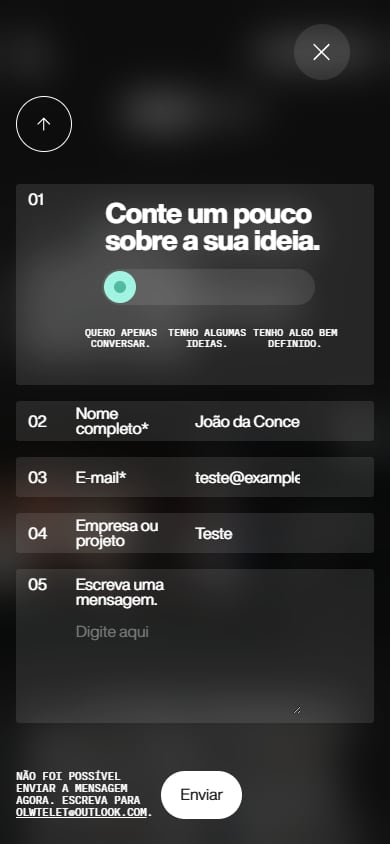 01
Conte um pouco
sobre a sua ideia.
QUERO APENAS
CONVERSAR.
TENHO ALGUMAS
IDEIAS.
TENHO ALGO BEM
DEFINIDO.
02
Nome
completo*
João da Conce
03
E-mail*
teste@example
04
Empresa ou
projeto
Teste
05
Escreva uma
mensagem.
Digite aqui
NÃO FOI POSSÍVEL
ENVIAR A MENSAGEM
AGORA. ESCREVA PARA
OLWTELET@OUTLOOK.COM.
Enviar